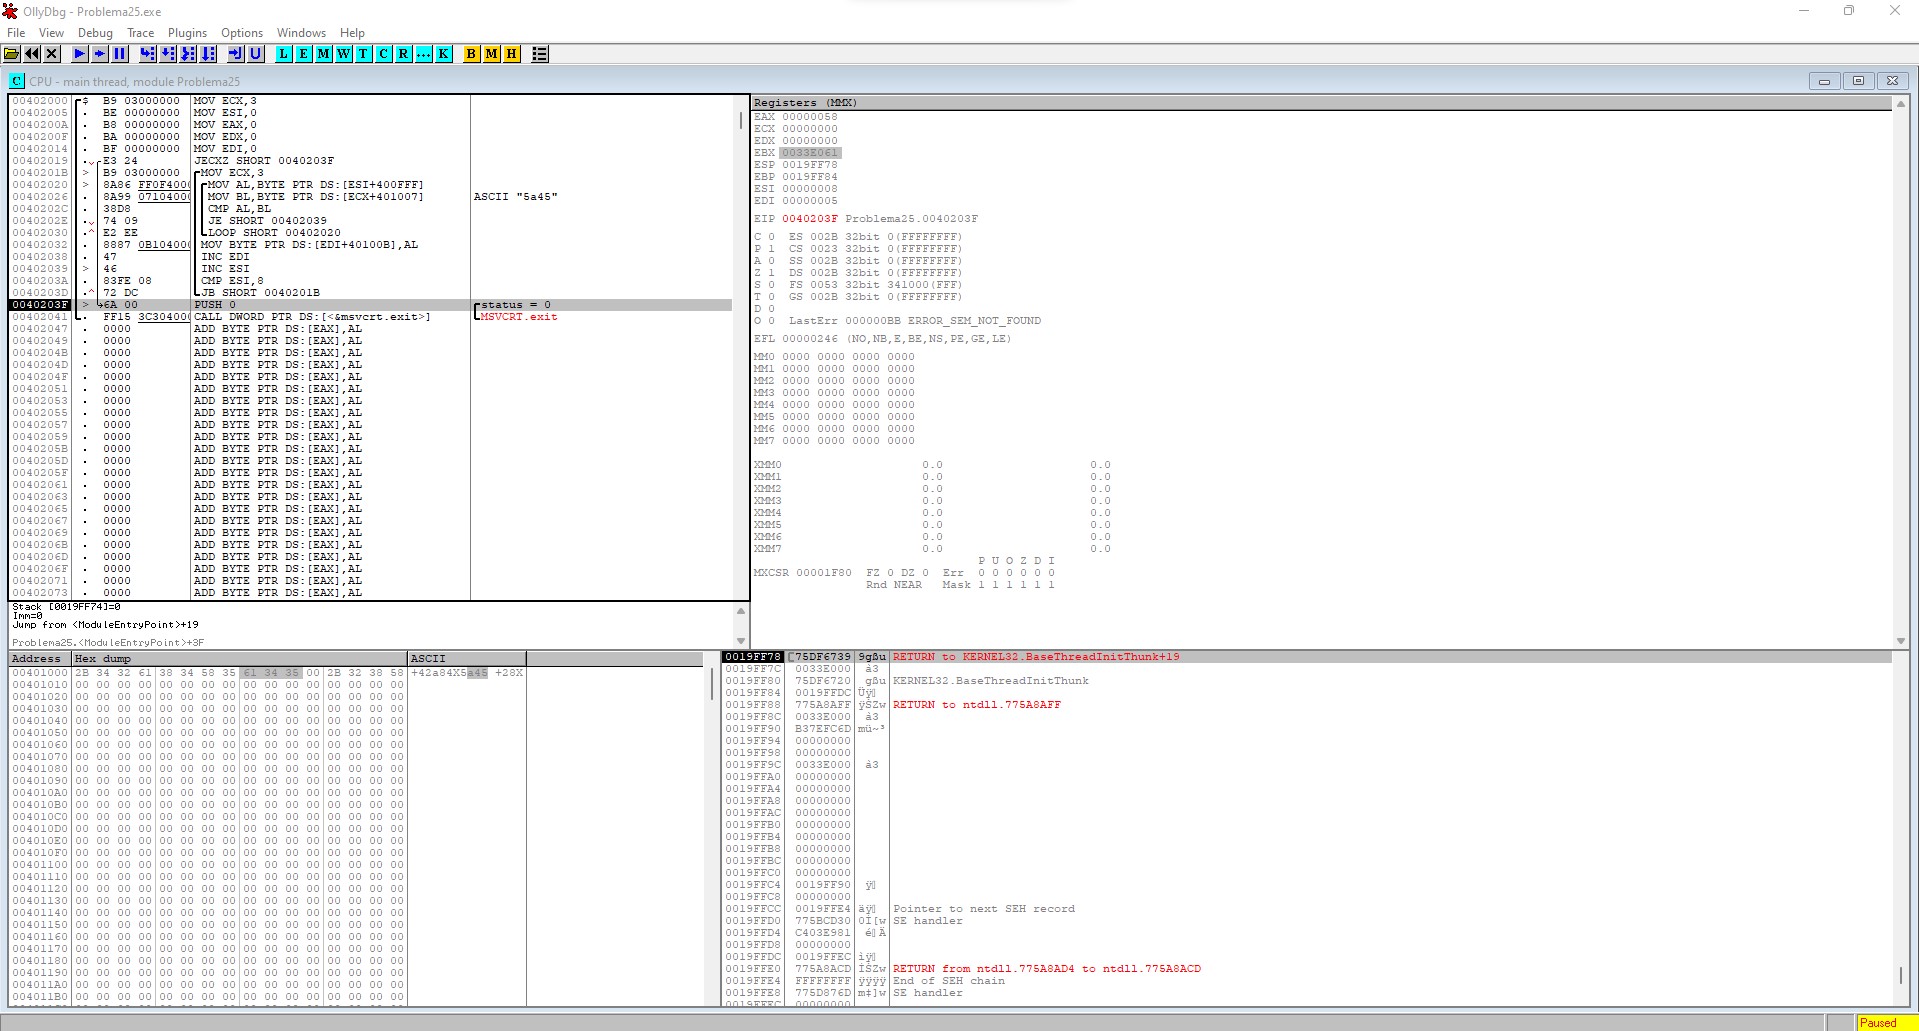 OllyDbg - Problema25.exe
File View Debug Trace Plugins Options Windows Help
L E M W T C R ... K B M H
C CPU - main thread, module Problema25
00402000 $ B9 03000000 MOV ECX,3
00402005 . BE 00000000 MOV ESI,0
0040200A . B8 00000000 MOV EAX,0
0040200F . BA 00000000 MOV EDX,0
00402014 . BF 00000000 MOV EDI,0
00402019 . E3 24 JECXZ SHORT 0040203F
0040201B > B9 03000000 MOV ECX,3
00402020 > 8A86 FF0F4000 MOV AL,BYTE PTR DS:[ESI+400FFF]
00402026 . 8A99 07104000 MOV BL,BYTE PTR DS:[ECX+401007] ASCII "5a45"
0040202C . 38D8 CMP AL,BL
0040202E . 74 09 JE SHORT 00402039
00402030 .^ E2 EE LOOP SHORT 00402020
00402032 . 8887 0B104000 MOV BYTE PTR DS:[EDI+40100B],AL
00402038 . 47 INC EDI
00402039 > 46 INC ESI
0040203A . 83FE 08 CMP ESI,8
0040203D .^ 72 DC JB SHORT 0040201B
0040203F > 6A 00 PUSH 0 status = 0
00402041 . FF15 3C304000 CALL DWORD PTR DS:[<&msvcrt.exit>] MSVCRT.exit
00402047 . 0000 ADD BYTE PTR DS:[EAX],AL
00402049 . 0000 ADD BYTE PTR DS:[EAX],AL
0040204B . 0000 ADD BYTE PTR DS:[EAX],AL
0040204D . 0000 ADD BYTE PTR DS:[EAX],AL
0040204F . 0000 ADD BYTE PTR DS:[EAX],AL
00402051 . 0000 ADD BYTE PTR DS:[EAX],AL
00402053 . 0000 ADD BYTE PTR DS:[EAX],AL
00402055 . 0000 ADD BYTE PTR DS:[EAX],AL
00402057 . 0000 ADD BYTE PTR DS:[EAX],AL
00402059 . 0000 ADD BYTE PTR DS:[EAX],AL
0040205B . 0000 ADD BYTE PTR DS:[EAX],AL
0040205D . 0000 ADD BYTE PTR DS:[EAX],AL
0040205F . 0000 ADD BYTE PTR DS:[EAX],AL
00402061 . 0000 ADD BYTE PTR DS:[EAX],AL
00402063 . 0000 ADD BYTE PTR DS:[EAX],AL
00402065 . 0000 ADD BYTE PTR DS:[EAX],AL
00402067 . 0000 ADD BYTE PTR DS:[EAX],AL
00402069 . 0000 ADD BYTE PTR DS:[EAX],AL
0040206B . 0000 ADD BYTE PTR DS:[EAX],AL
0040206D . 0000 ADD BYTE PTR DS:[EAX],AL
0040206F . 0000 ADD BYTE PTR DS:[EAX],AL
00402071 . 0000 ADD BYTE PTR DS:[EAX],AL
00402073 . 0000 ADD BYTE PTR DS:[EAX],AL
Stack [0019FF74]=0
Imm=0
Jump from <ModuleEntryPoint>+19
Problema25.<ModuleEntryPoint>+3F
Registers (MMX)
EAX 00000058
ECX 00000000
EDX 00000000
EBX 0033E061
ESP 0019FF78
EBP 0019FF84
ESI 00000008
EDI 00000005
EIP 0040203F Problema25.0040203F
C 0 ES 002B 32bit 0(FFFFFFFF)
P 1 CS 0023 32bit 0(FFFFFFFF)
A 0 SS 002B 32bit 0(FFFFFFFF)
Z 1 DS 002B 32bit 0(FFFFFFFF)
S 0 FS 0053 32bit 341000(FFF)
T 0 GS 002B 32bit 0(FFFFFFFF)
D 0
O 0 LastErr 000000BB ERROR_SEM_NOT_FOUND
EFL 00000246 (NO,NB,E,BE,NS,PE,GE,LE)
MM0 0000 0000 0000 0000
MM1 0000 0000 0000 0000
MM2 0000 0000 0000 0000
MM3 0000 0000 0000 0000
MM4 0000 0000 0000 0000
MM5 0000 0000 0000 0000
MM6 0000 0000 0000 0000
MM7 0000 0000 0000 0000
XMM0 0.0 0.0
XMM1 0.0 0.0
XMM2 0.0 0.0
XMM3 0.0 0.0
XMM4 0.0 0.0
XMM5 0.0 0.0
XMM6 0.0 0.0
XMM7 0.0 0.0
P U O Z D I
MXCSR 00001F80 FZ 0 DZ 0 Err 0 0 0 0 0 0
Rnd NEAR Mask 1 1 1 1 1 1
Address Hex dump ASCII
00401000 2B 34 32 61 38 34 58 35 61 34 35 00 2B 32 38 58 +42a84X5a45 +28X
00401010 00 00 00 00 00 00 00 00 00 00 00 00 00 00 00 00
00401020 00 00 00 00 00 00 00 00 00 00 00 00 00 00 00 00
00401030 00 00 00 00 00 00 00 00 00 00 00 00 00 00 00 00
00401040 00 00 00 00 00 00 00 00 00 00 00 00 00 00 00 00
00401050 00 00 00 00 00 00 00 00 00 00 00 00 00 00 00 00
00401060 00 00 00 00 00 00 00 00 00 00 00 00 00 00 00 00
00401070 00 00 00 00 00 00 00 00 00 00 00 00 00 00 00 00
00401080 00 00 00 00 00 00 00 00 00 00 00 00 00 00 00 00
00401090 00 00 00 00 00 00 00 00 00 00 00 00 00 00 00 00
004010A0 00 00 00 00 00 00 00 00 00 00 00 00 00 00 00 00
004010B0 00 00 00 00 00 00 00 00 00 00 00 00 00 00 00 00
004010C0 00 00 00 00 00 00 00 00 00 00 00 00 00 00 00 00
004010D0 00 00 00 00 00 00 00 00 00 00 00 00 00 00 00 00
004010E0 00 00 00 00 00 00 00 00 00 00 00 00 00 00 00 00
004010F0 00 00 00 00 00 00 00 00 00 00 00 00 00 00 00 00
00401100 00 00 00 00 00 00 00 00 00 00 00 00 00 00 00 00
00401110 00 00 00 00 00 00 00 00 00 00 00 00 00 00 00 00
00401120 00 00 00 00 00 00 00 00 00 00 00 00 00 00 00 00
00401130 00 00 00 00 00 00 00 00 00 00 00 00 00 00 00 00
00401140 00 00 00 00 00 00 00 00 00 00 00 00 00 00 00 00
00401150 00 00 00 00 00 00 00 00 00 00 00 00 00 00 00 00
00401160 00 00 00 00 00 00 00 00 00 00 00 00 00 00 00 00
00401170 00 00 00 00 00 00 00 00 00 00 00 00 00 00 00 00
00401180 00 00 00 00 00 00 00 00 00 00 00 00 00 00 00 00
00401190 00 00 00 00 00 00 00 00 00 00 00 00 00 00 00 00
004011A0 00 00 00 00 00 00 00 00 00 00 00 00 00 00 00 00
004011B0 00 00 00 00 00 00 00 00 00 00 00 00 00 00 00 00
0019FF78 75DF6739 9gßu RETURN to KERNEL32.BaseThreadInitThunk+19
0019FF7C 0033E000 à3
0019FF80 75DF6720 gßu KERNEL32.BaseThreadInitThunk
0019FF84 0019FFDC Üÿ
0019FF88 775A8AFF ÿŠZw RETURN to ntdll.775A8AFF
0019FF8C 0033E000 à3
0019FF90 B37EFC6D mü~³
0019FF94 00000000
0019FF98 00000000
0019FF9C 0033E000 à3
0019FFA0 00000000
0019FFA4 00000000
0019FFA8 00000000
0019FFAC 00000000
0019FFB0 00000000
0019FFB4 00000000
0019FFB8 00000000
0019FFBC 00000000
0019FFC0 00000000
0019FFC4 0019FF90 ÿ
0019FFC8 00000000
0019FFCC 0019FFE4 äÿ Pointer to next SEH record
0019FFD0 775BCD30 0Í[w SE handler
0019FFD4 C403E981 é Ä
0019FFD8 00000000
0019FFDC 0019FFEC ìÿ
0019FFE0 775A8ACD ÍŠZw RETURN from ntdll.775A8AD4 to ntdll.775A8ACD
0019FFE4 FFFFFFFF ÿÿÿÿ End of SEH chain
0019FFE8 775D876D m‡]w SE handler
0019FFEC 00000000
Paused